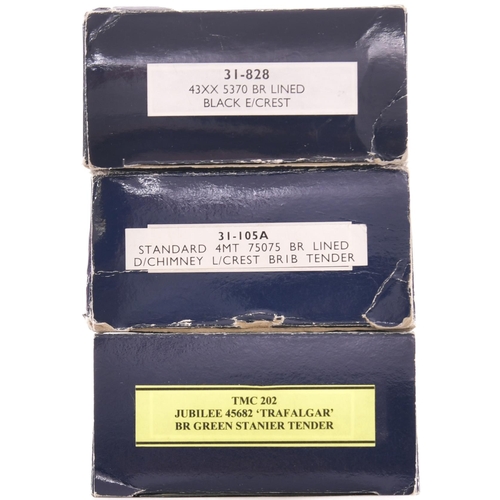 31-828
43XX 5370 BR LINED
BLACK E/CREST
31-105A
STANDARD 4MT 75075 BR LINED
D/CHIMNEY L/CREST BR1B TENDER
TMC 202
JUBILEE 45682 'TRAFALGAR'
BR GREEN STANIER TENDER